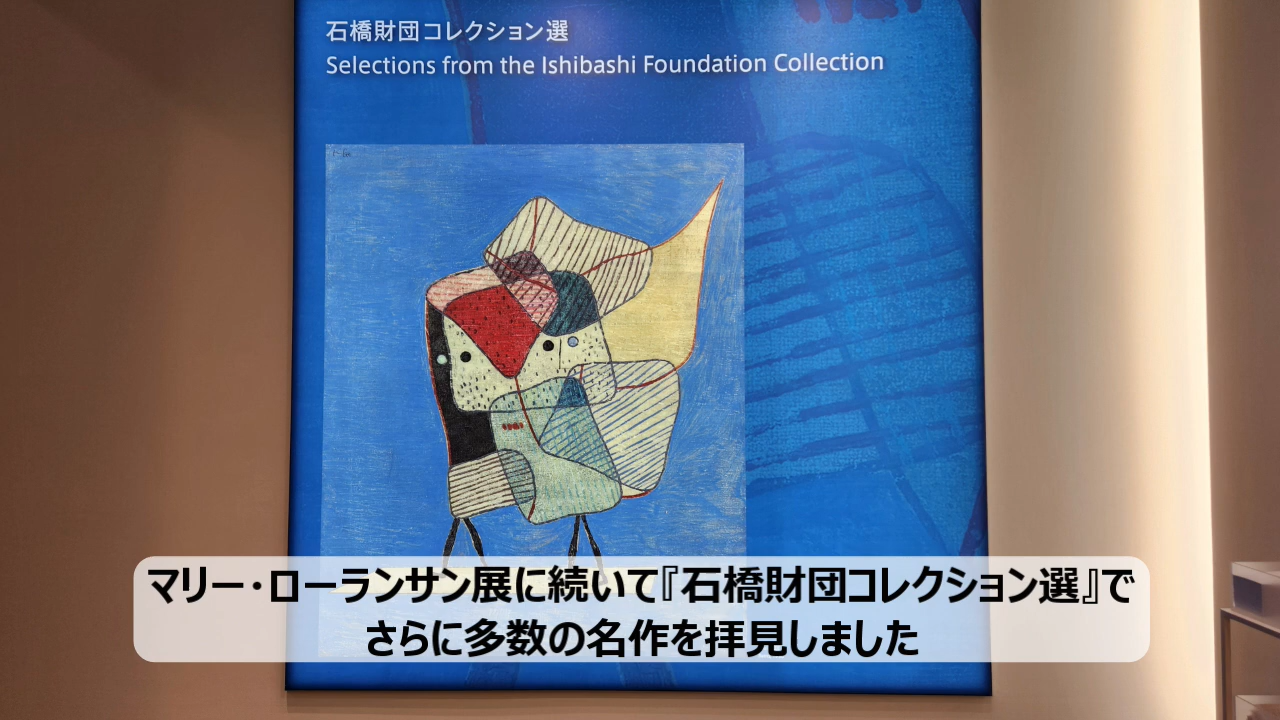 石橋財団コレクション選
Selections from the Ishibashi Foundation Collection
マリー・ローランサン展に続いて『石橋財団コレクション選』で
さらに多数の名作を拝見しました